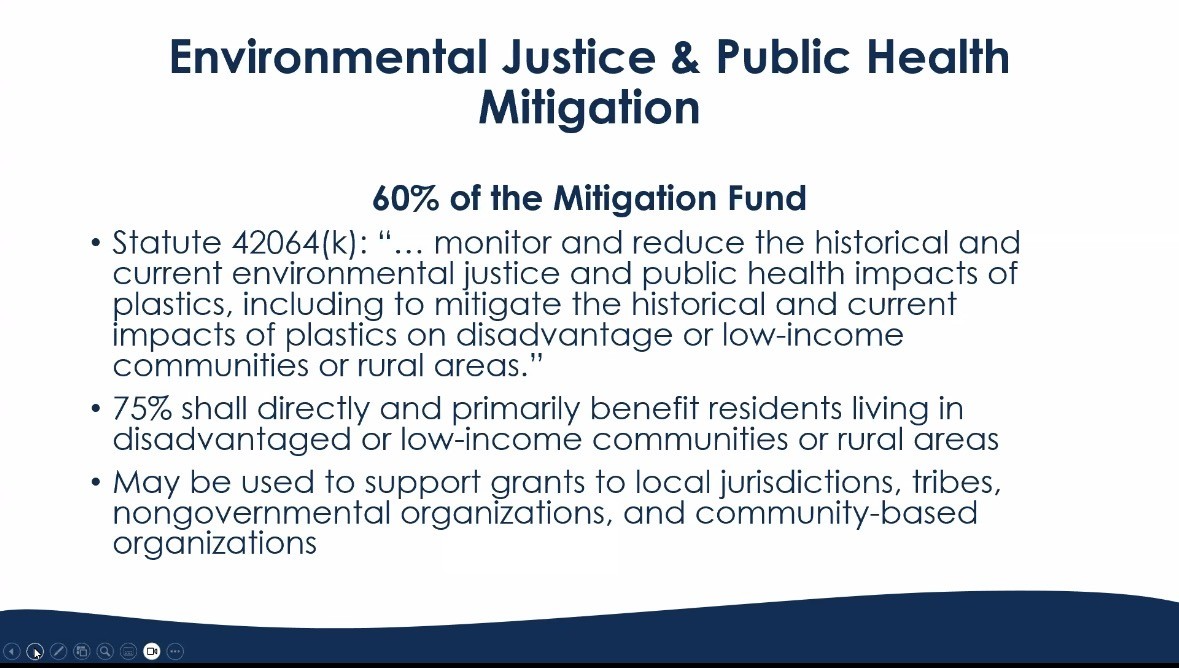 Environmental Justice & Public Health
Mitigation
60% of the Mitigation Fund
• Statute 42064(k): “… monitor and reduce the historical and
current environmental justice and public health impacts of
plastics, including to mitigate the historical and current
impacts of plastics on disadvantage or low-income
communities or rural areas.”
• 75% shall directly and primarily benefit residents living in
disadvantaged or low-income communities or rural areas
• May be used to support grants to local jurisdictions, tribes,
nongovernmental organizations, and community-based
organizations